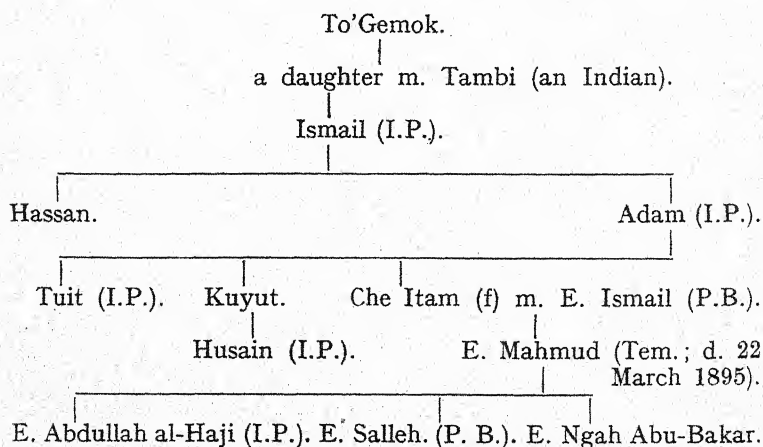 To'Gemok.
a daughter m. Tambi (an Indian).
Ismail (I.P.).
Hassan. Adam (I.P.).
Tuit (I.P.). Kuyut. Che Itam (f) m. E. Ismail (P.B.).
Husain (I.P.). E. Mahmud (Tem.; d. 22
March 1895).
E. Abdullah al-Haji (I.P.). E. Salleh. (P. B.). E. Ngah Abu-Bakar.